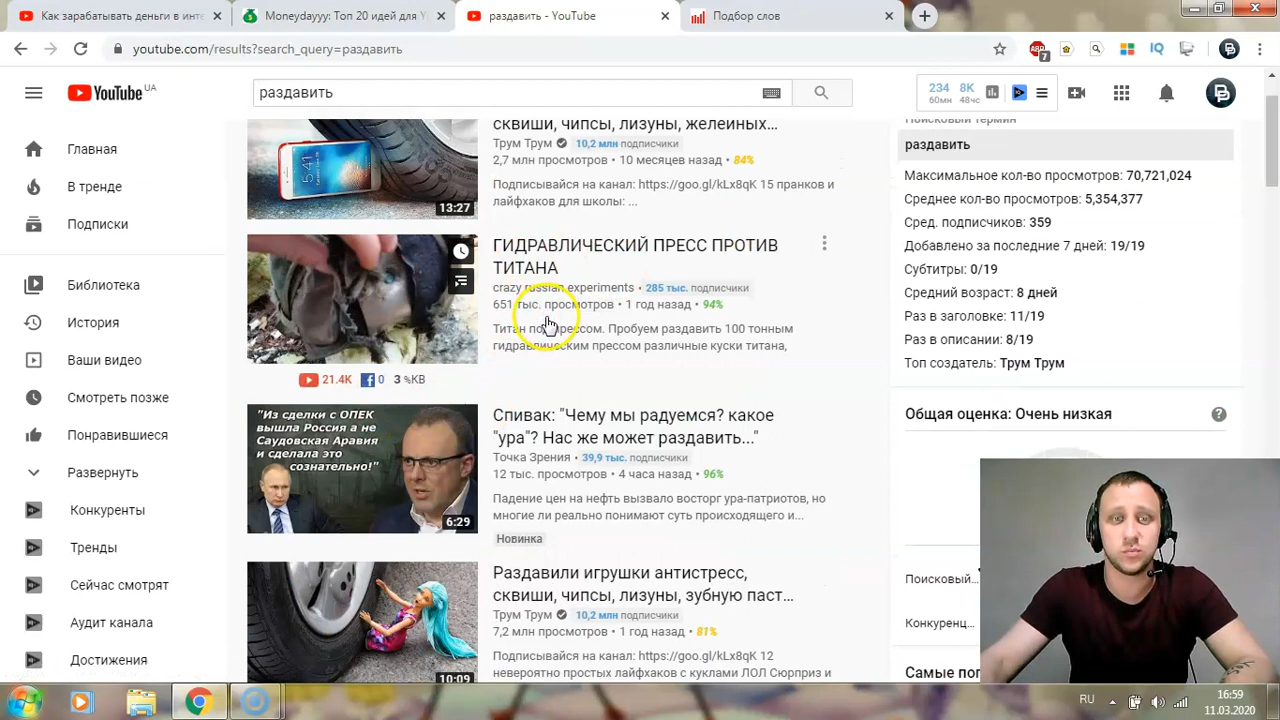 Как зарабатывать деньги в инте
Moneydayyy: Топ 20 идей для Y
раздавить - YouTube
Подбор слов
youtube.com/results?search_query=раздавить
7
YouTube UA
раздавить
234 8K
60мн 48чс
Главная
В тренде
Подписки
Библиотека
История
Ваши видео
Смотреть позже
Понравившиеся
Развернуть
Конкуренты
Тренды
Сейчас смотрят
Аудит канала
Достижения
сквиши, чипсы, лизуны, желейных...
Трум Трум 10,2 млн подписчики
2,7 млн просмотров • 10 месяцев назад • 84%
Подписывайся на канал: https://goo.gl/kLx8qK 15 пранков и
лайфхаков для школы: ...
13:27
ГИДРАВЛИЧЕСКИЙ ПРЕСС ПРОТИВ
ТИТАНА
crazy russian experiments • 285 тыс. подписчики
651 тыс. просмотров • 1 год назад • 94%
Титан под прессом. Пробуем раздавить 100 тонным
гидравлическим прессом различные куски титана,
21.4K 0 3 %KB
"Из сделки с ОПЕК
вышла Россия а не
Саудовская Аравия
и сделала это
сознательно!"
6:29
Спивак: "Чему мы радуемся? какое
"ура"? Нас же может раздавить..."
Точка Зрения • 39,9 тыс. подписчики
12 тыс. просмотров • 4 часа назад • 96%
Падение цен на нефть вызвало восторг ура-патриотов, но
многие ли реально понимают суть происходящего и...
Новинка
Раздавили игрушки антистресс,
сквиши, чипсы, лизуны, зубную паст...
Трум Трум 10,2 млн подписчики
7,2 млн просмотров • 1 год назад • 81%
Подписывайся на канал: https://goo.gl/kLx8qK 12
невероятно простых лайфхаков с куклами ЛОЛ Сюрприз и
10:09
Поисковый термин
раздавить
Максимальное кол-во просмотров: 70,721,024
Среднее кол-во просмотров: 5,354,377
Сред. подписчиков: 359
Добавлено за последние 7 дней: 19/19
Субтитры: 0/19
Средний возраст: 8 дней
Раз в заголовке: 11/19
Раз в описании: 8/19
Топ создатель: Трум Трум
Общая оценка: Очень низкая
Поисковый...
Конкуренц...
Самые поп
RU
16:59
11.03.2020